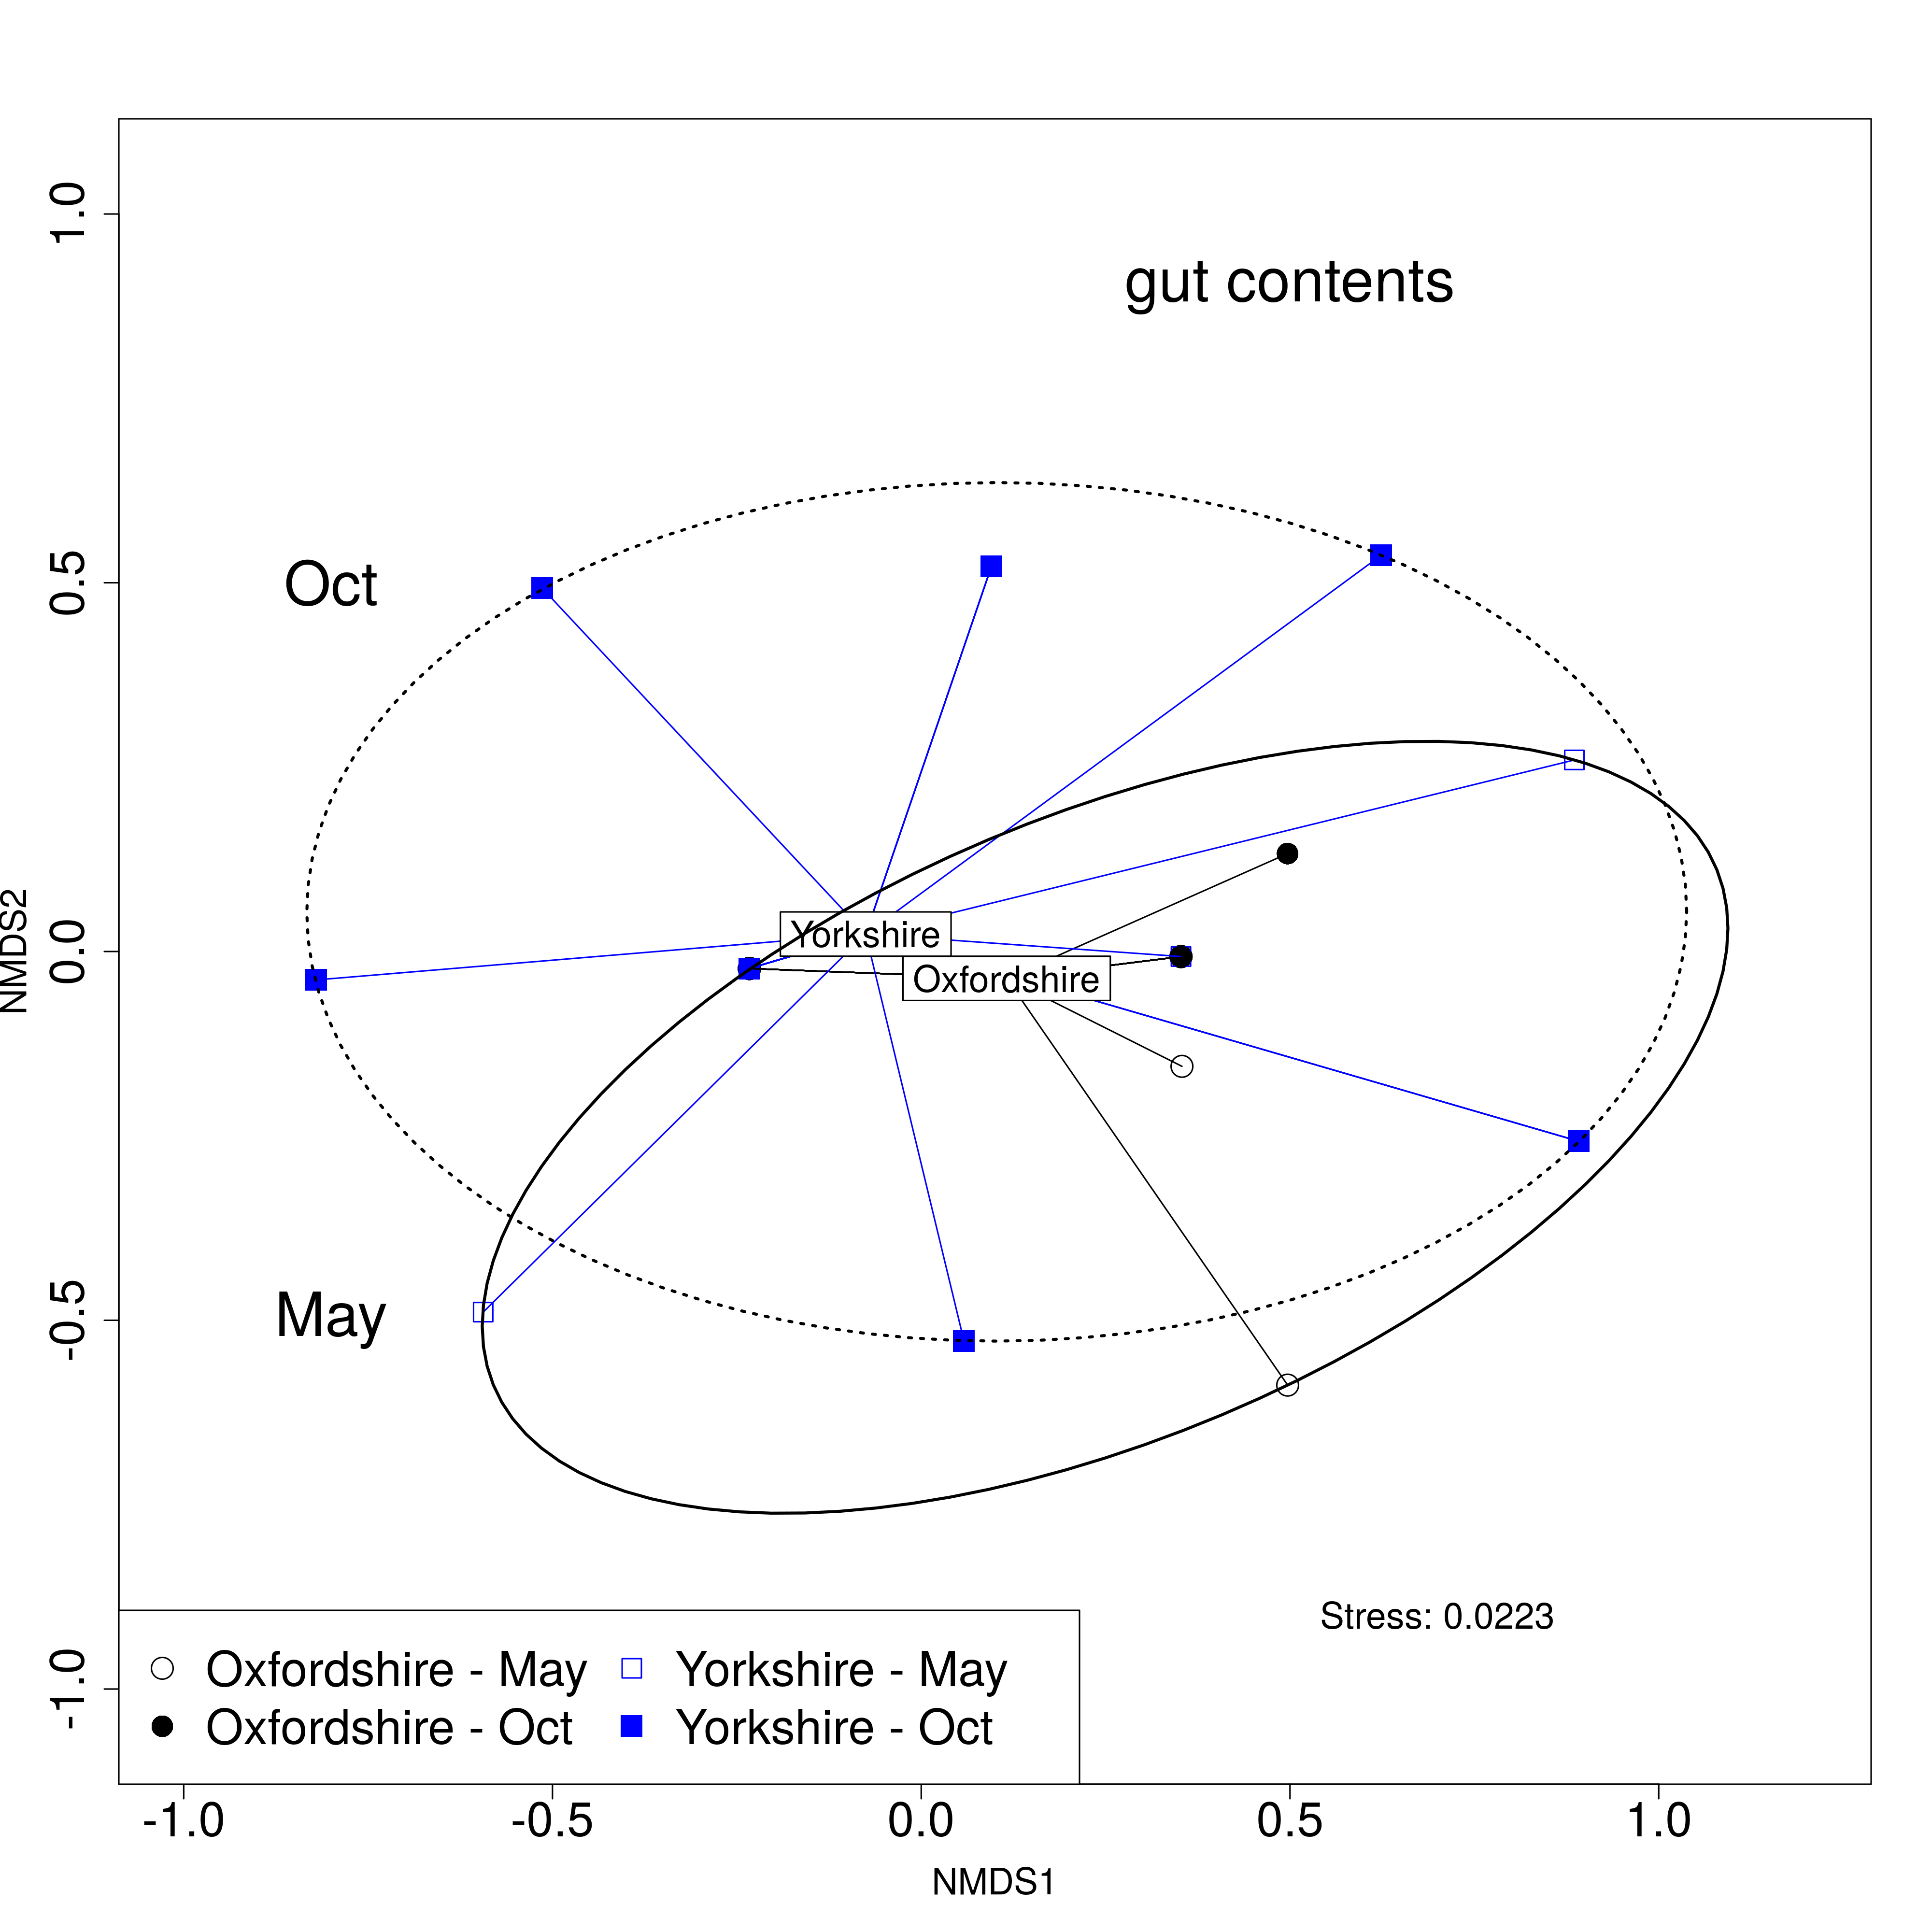 gut contents
1.0
0.5
0.0
-0.5
-1.0
NMDS2
Oct
Yorkshire
Oxfordshire
May
Stress: 0.0223
Oxfordshire - May
Yorkshire - May
Oxfordshire - Oct
Yorkshire - Oct
-1.0 -0.5 0.0 0.5 1.0
NMDS1